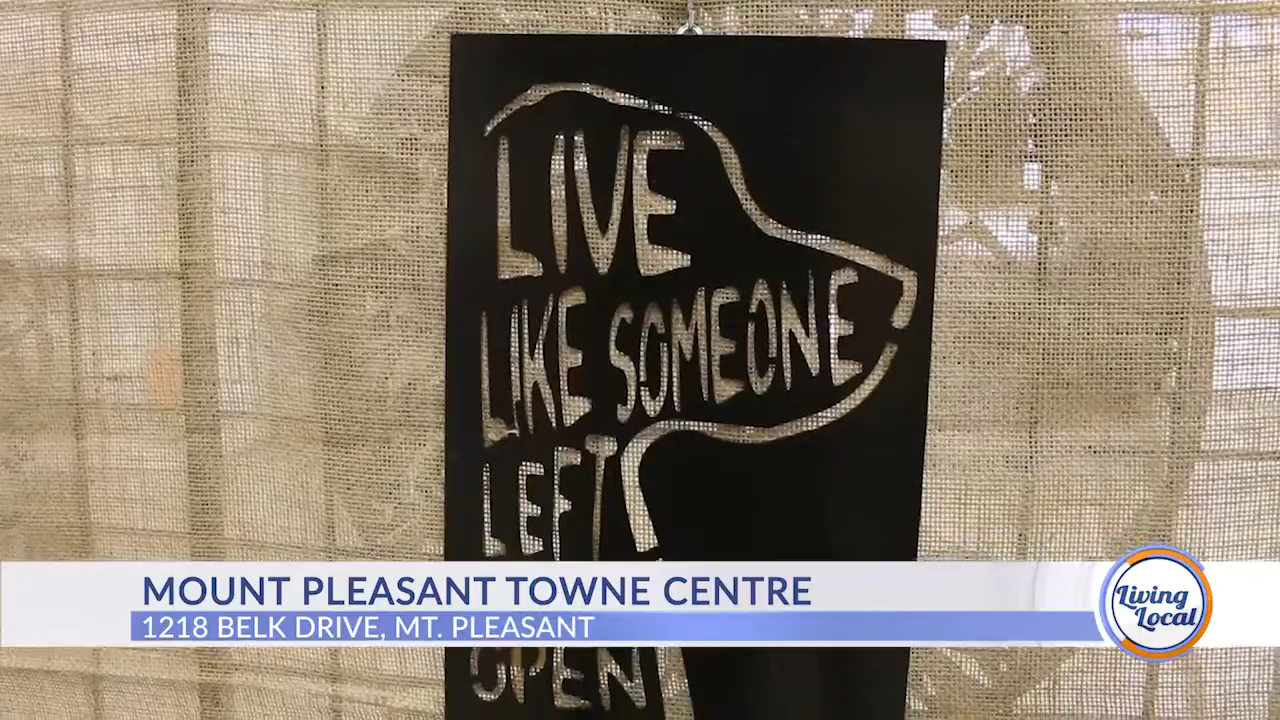 LIVE
LIKE SOMEONE
LEFT
MOUNT PLEASANT TOWNE CENTRE
1218 BELK DRIVE, MT. PLEASANT
Living
Local
OPEN